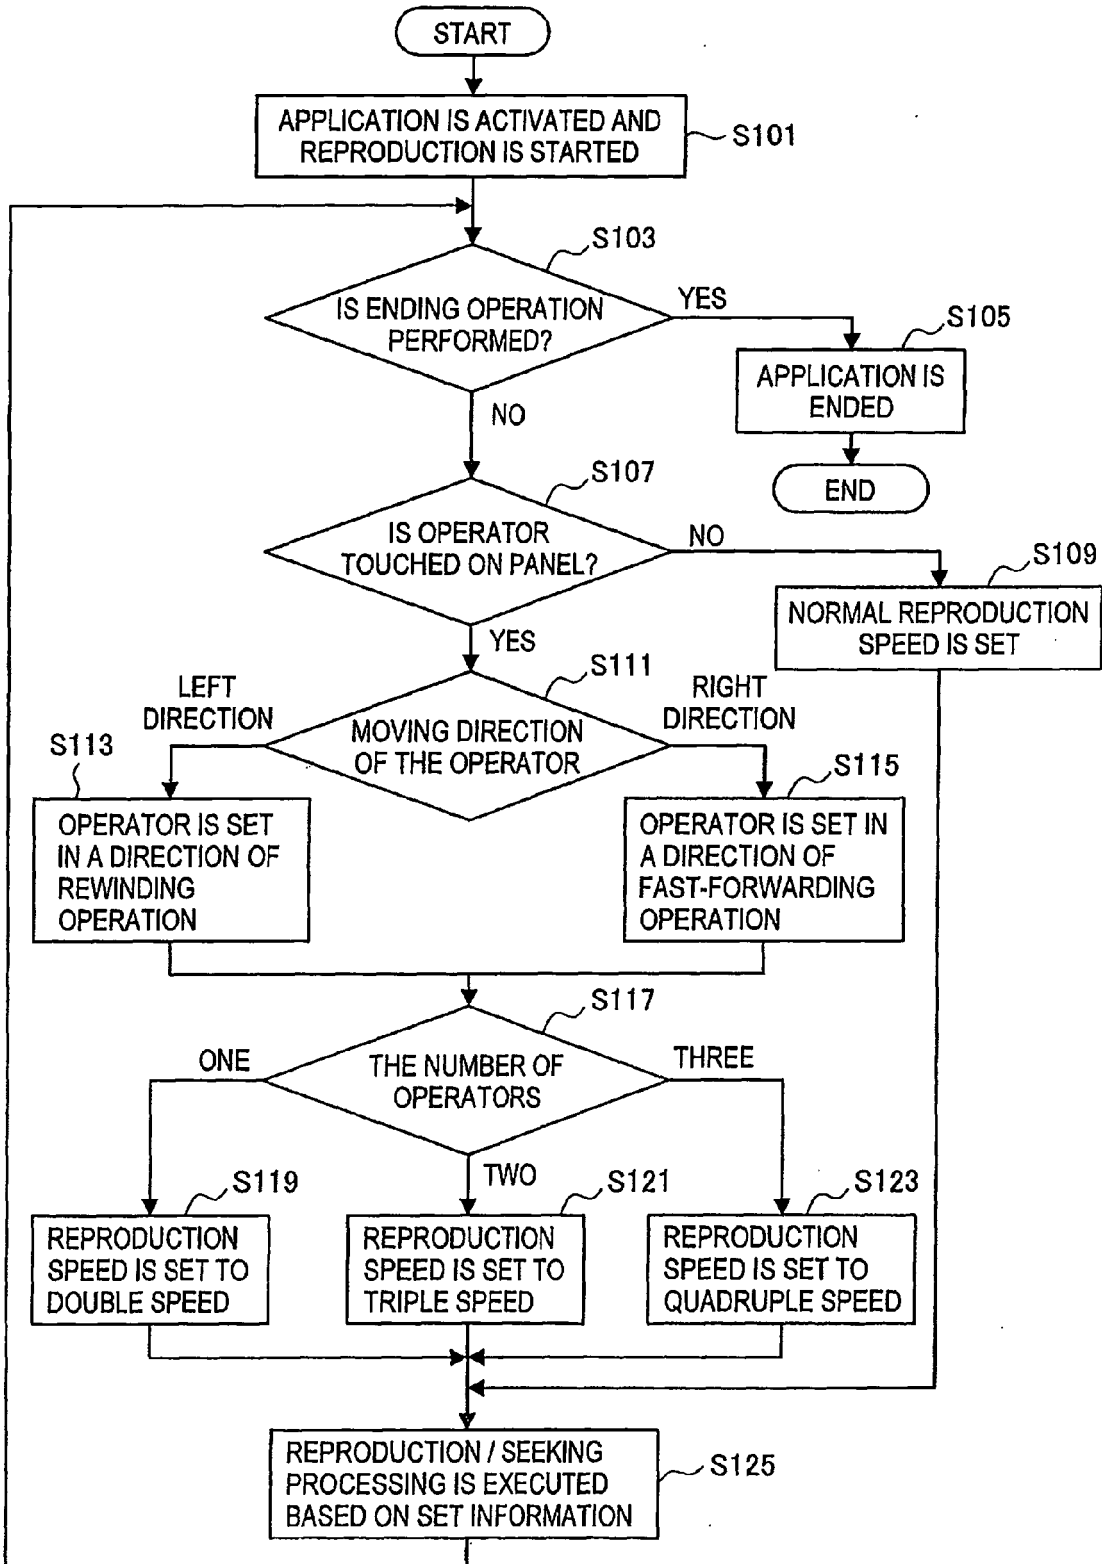 START
APPLICATION IS ACTIVATED AND
REPRODUCTION IS STARTED
S101
S103
IS ENDING OPERATION
PERFORMED?
YES
S105
APPLICATION IS
ENDED
NO
END
S107
IS OPERATOR
TOUCHED ON PANEL?
NO
S109
NORMAL REPRODUCTION
SPEED IS SET
YES
S111
LEFT
DIRECTION
MOVING DIRECTION
OF THE OPERATOR
RIGHT
DIRECTION
S113
OPERATOR IS SET
IN A DIRECTION OF
REWINDING
OPERATION
S115
OPERATOR IS SET IN
A DIRECTION OF
FAST-FORWARDING
OPERATION
S117
ONE
THE NUMBER OF
OPERATORS
THREE
TWO
S119
REPRODUCTION
SPEED IS SET TO
DOUBLE SPEED
S121
REPRODUCTION
SPEED IS SET TO
TRIPLE SPEED
S123
REPRODUCTION
SPEED IS SET TO
QUADRUPLE SPEED
REPRODUCTION / SEEKING
PROCESSING IS EXECUTED
BASED ON SET INFORMATION
S125